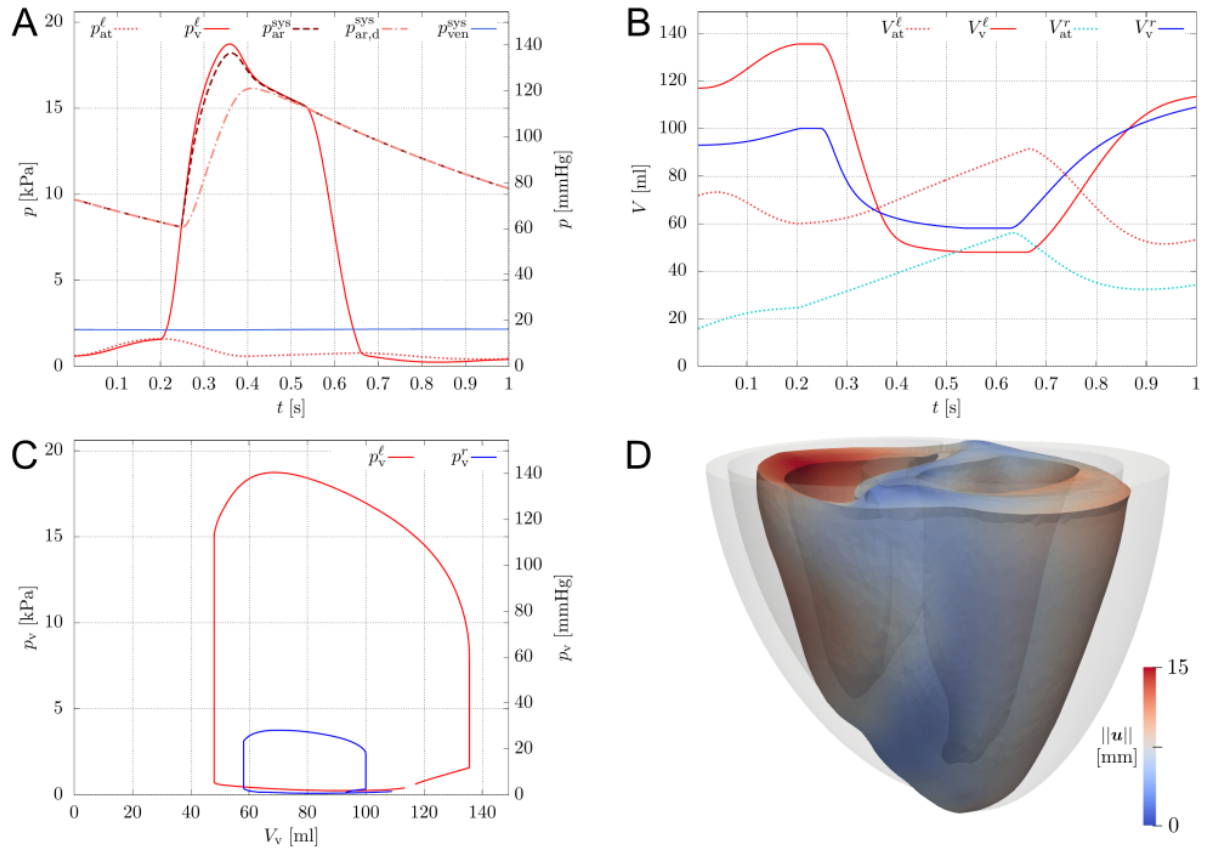 A
p_at^ℓ p_v^ℓ p_ar^sys p_ar,d^sys p_ven^sys
20
15
10
5
0
p [kPa]
140
120
100
80
60
40
20
0
p [mmHg]
0.1 0.2 0.3 0.4 0.5 0.6 0.7 0.8 0.9 1
t [s]
B
V_at^ℓ V_v^ℓ V_at^r V_v^r
140
120
100
80
60
40
20
0
V [ml]
0.1 0.2 0.3 0.4 0.5 0.6 0.7 0.8 0.9 1
t [s]
C
p_v^ℓ p_v^r
20
15
10
5
0
p_v [kPa]
140
120
100
80
60
40
20
0
p_v [mmHg]
0 20 40 60 80 100 120 140
V_v [ml]
D
15
||u||
[mm]
0